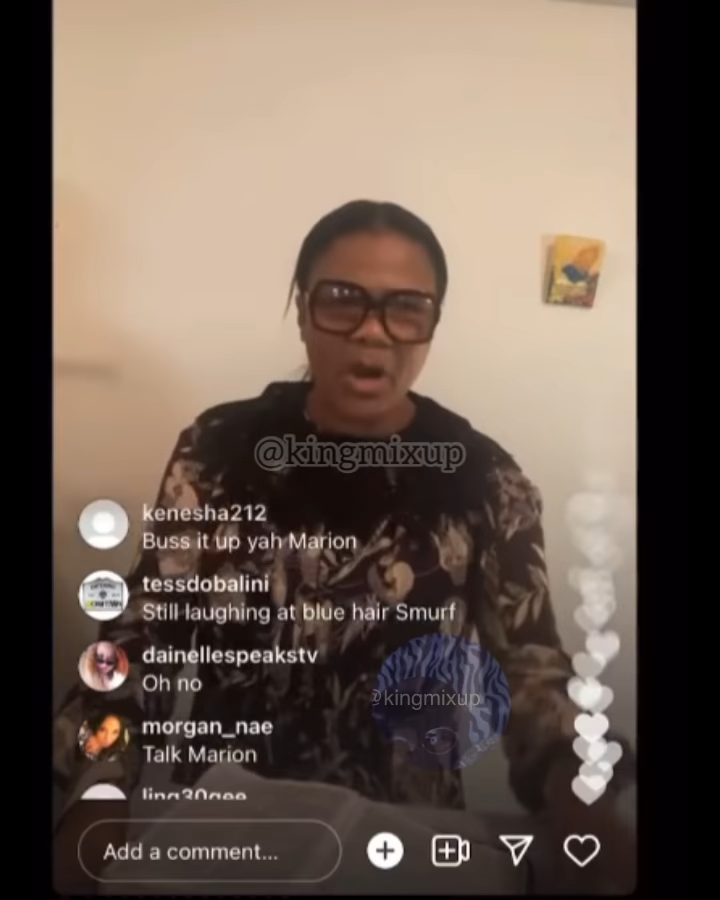 @kingmixup
kenesha212
Buss it up yah Marion
tessdobalini
Still laughing at blue hair Smurf
dainellespeakstv
Oh no
@kingmixup
morgan_nae
Talk Marion
Add a comment...